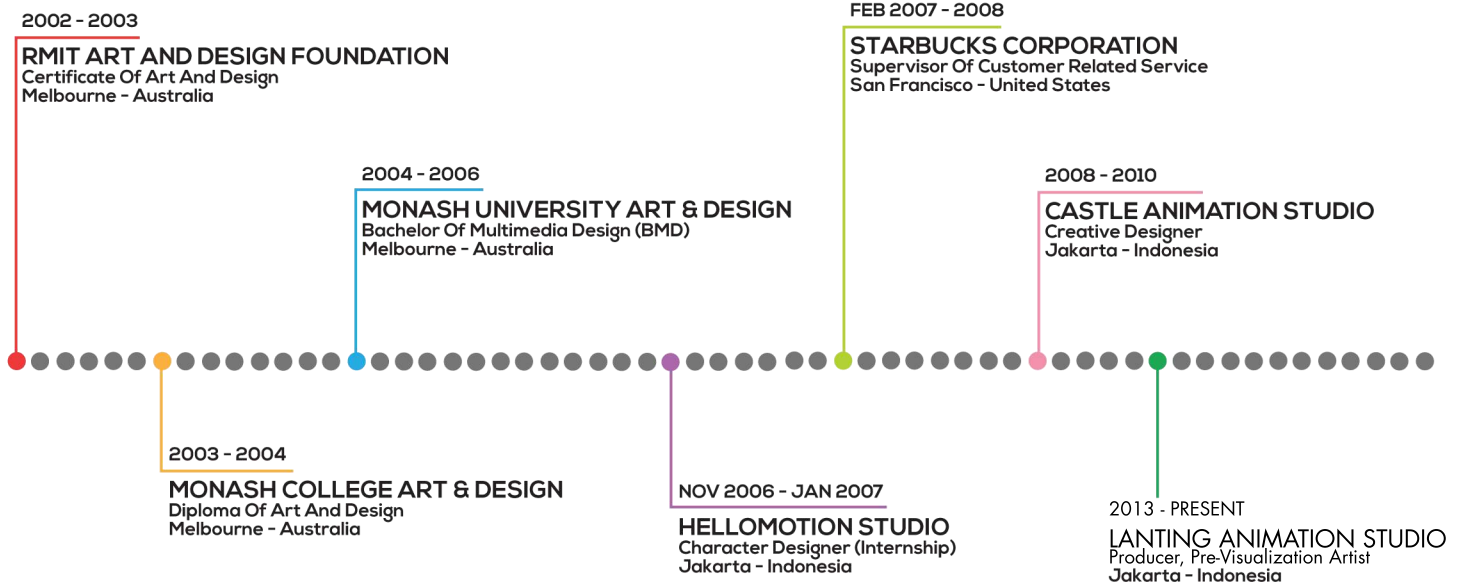 2002 - 2003
RMIT ART AND DESIGN FOUNDATION
Certificate Of Art And Design
Melbourne - Australia
2003 - 2004
MONASH COLLEGE ART & DESIGN
Diploma Of Art And Design
Melbourne - Australia
2004 - 2006
MONASH UNIVERSITY ART & DESIGN
Bachelor Of Multimedia Design (BMD)
Melbourne - Australia
NOV 2006 - JAN 2007
HELLOMOTION STUDIO
Character Designer (Internship)
Jakarta - Indonesia
FEB 2007 - 2008
STARBUCKS CORPORATION
Supervisor Of Customer Related Service
San Francisco - United States
2008 - 2010
CASTLE ANIMATION STUDIO
Creative Designer
Jakarta - Indonesia
2013 - PRESENT
LANTING ANIMATION STUDIO
Producer, Pre-Visualization Artist
Jakarta - Indonesia